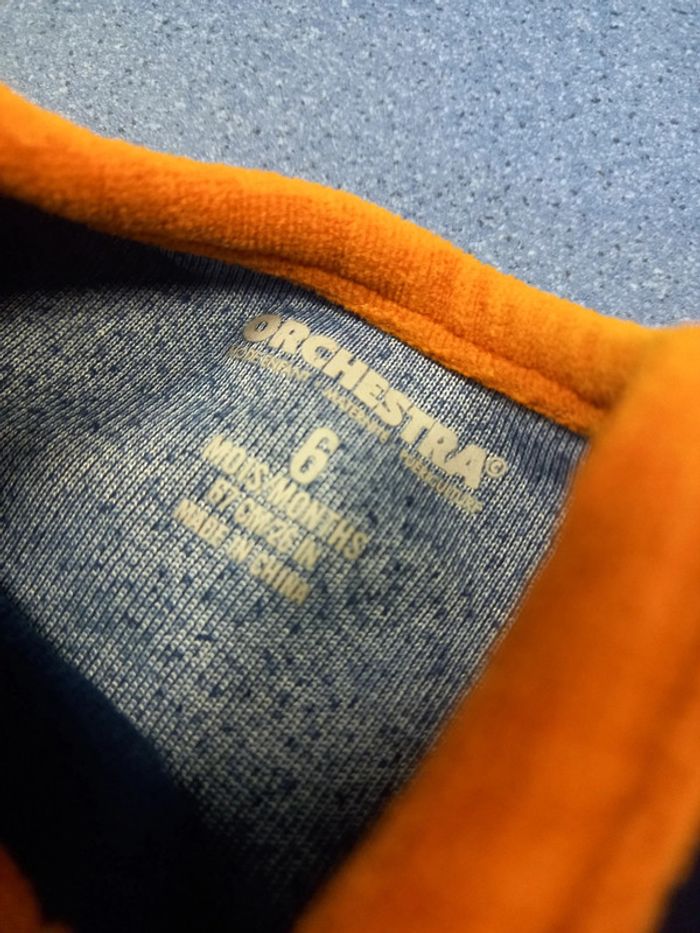 ORCHESTRA©
6
MOIS/MONTHS
67 CM/26 IN
MADE IN CHINA